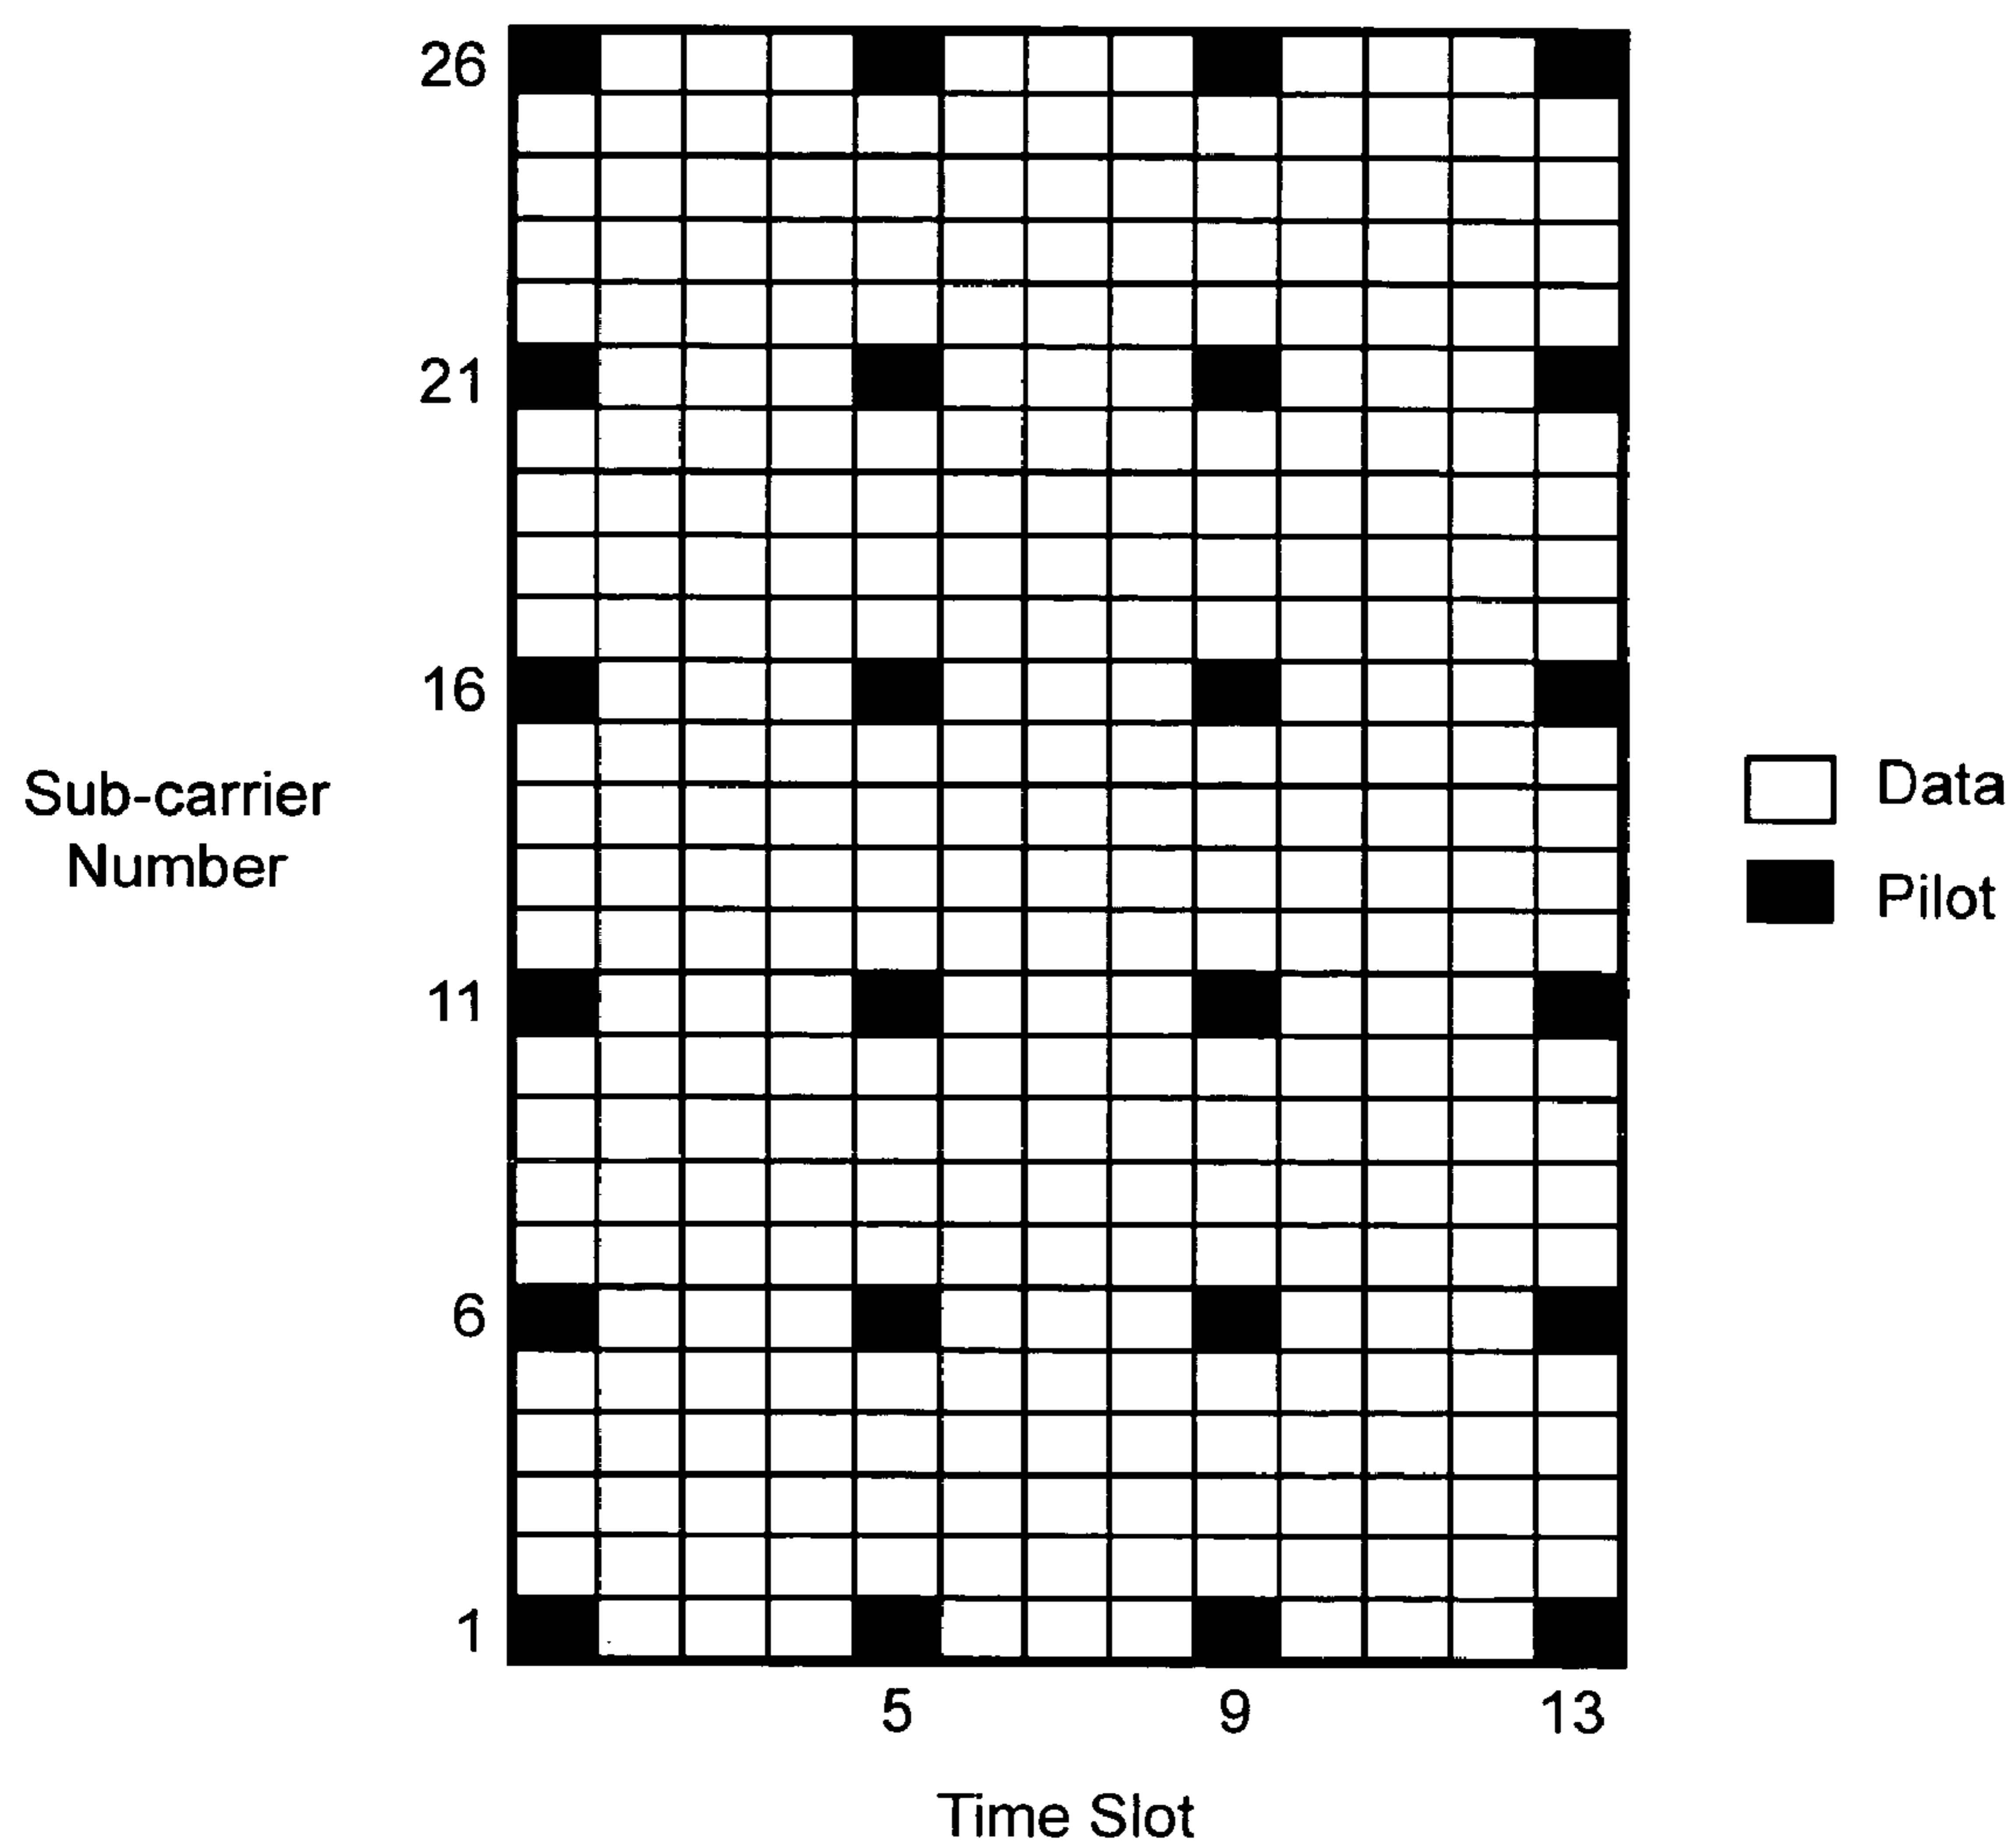 26
21
16
Sub-carrier
Number
Data
Pilot
11
6
1
5 9 13
Time Slot